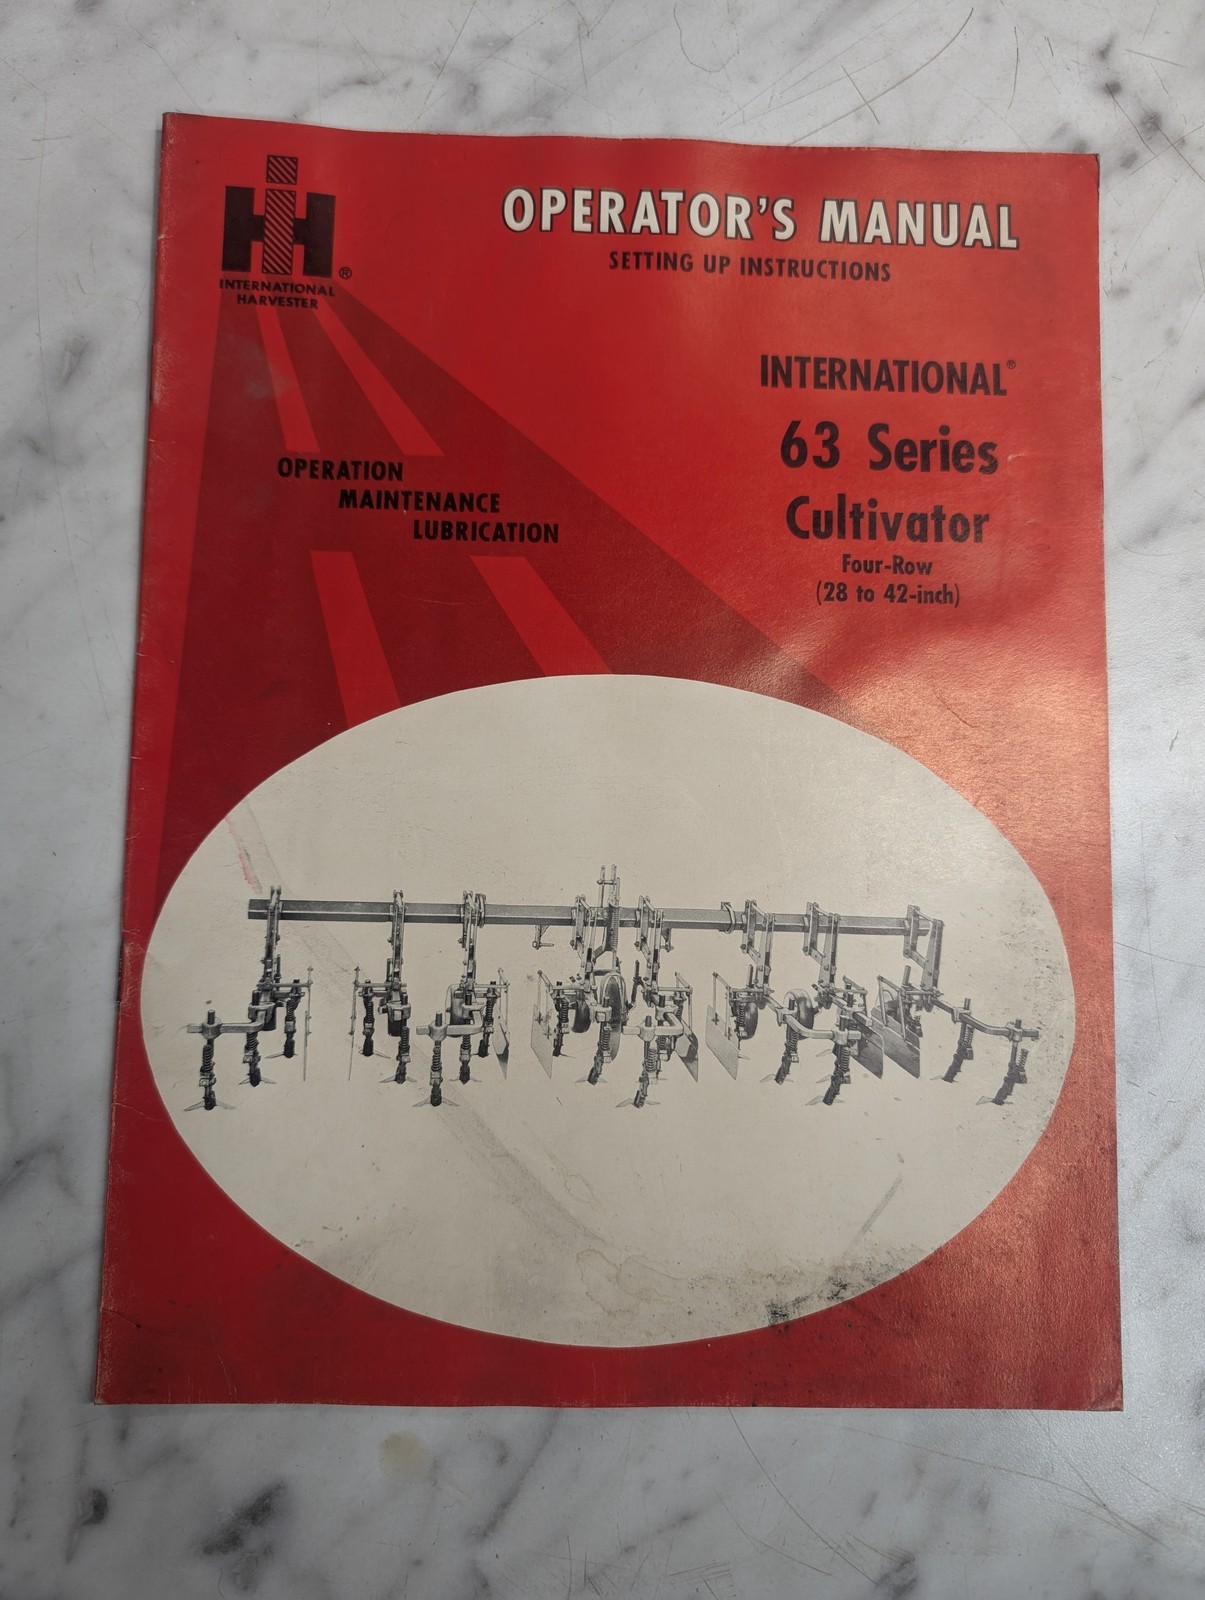 IH ®
INTERNATIONAL
HARVESTER
OPERATOR'S MANUAL
SETTING UP INSTRUCTIONS
INTERNATIONAL®
63 Series
Cultivator
Four-Row
(28 to 42-inch)
OPERATION
MAINTENANCE
LUBRICATION